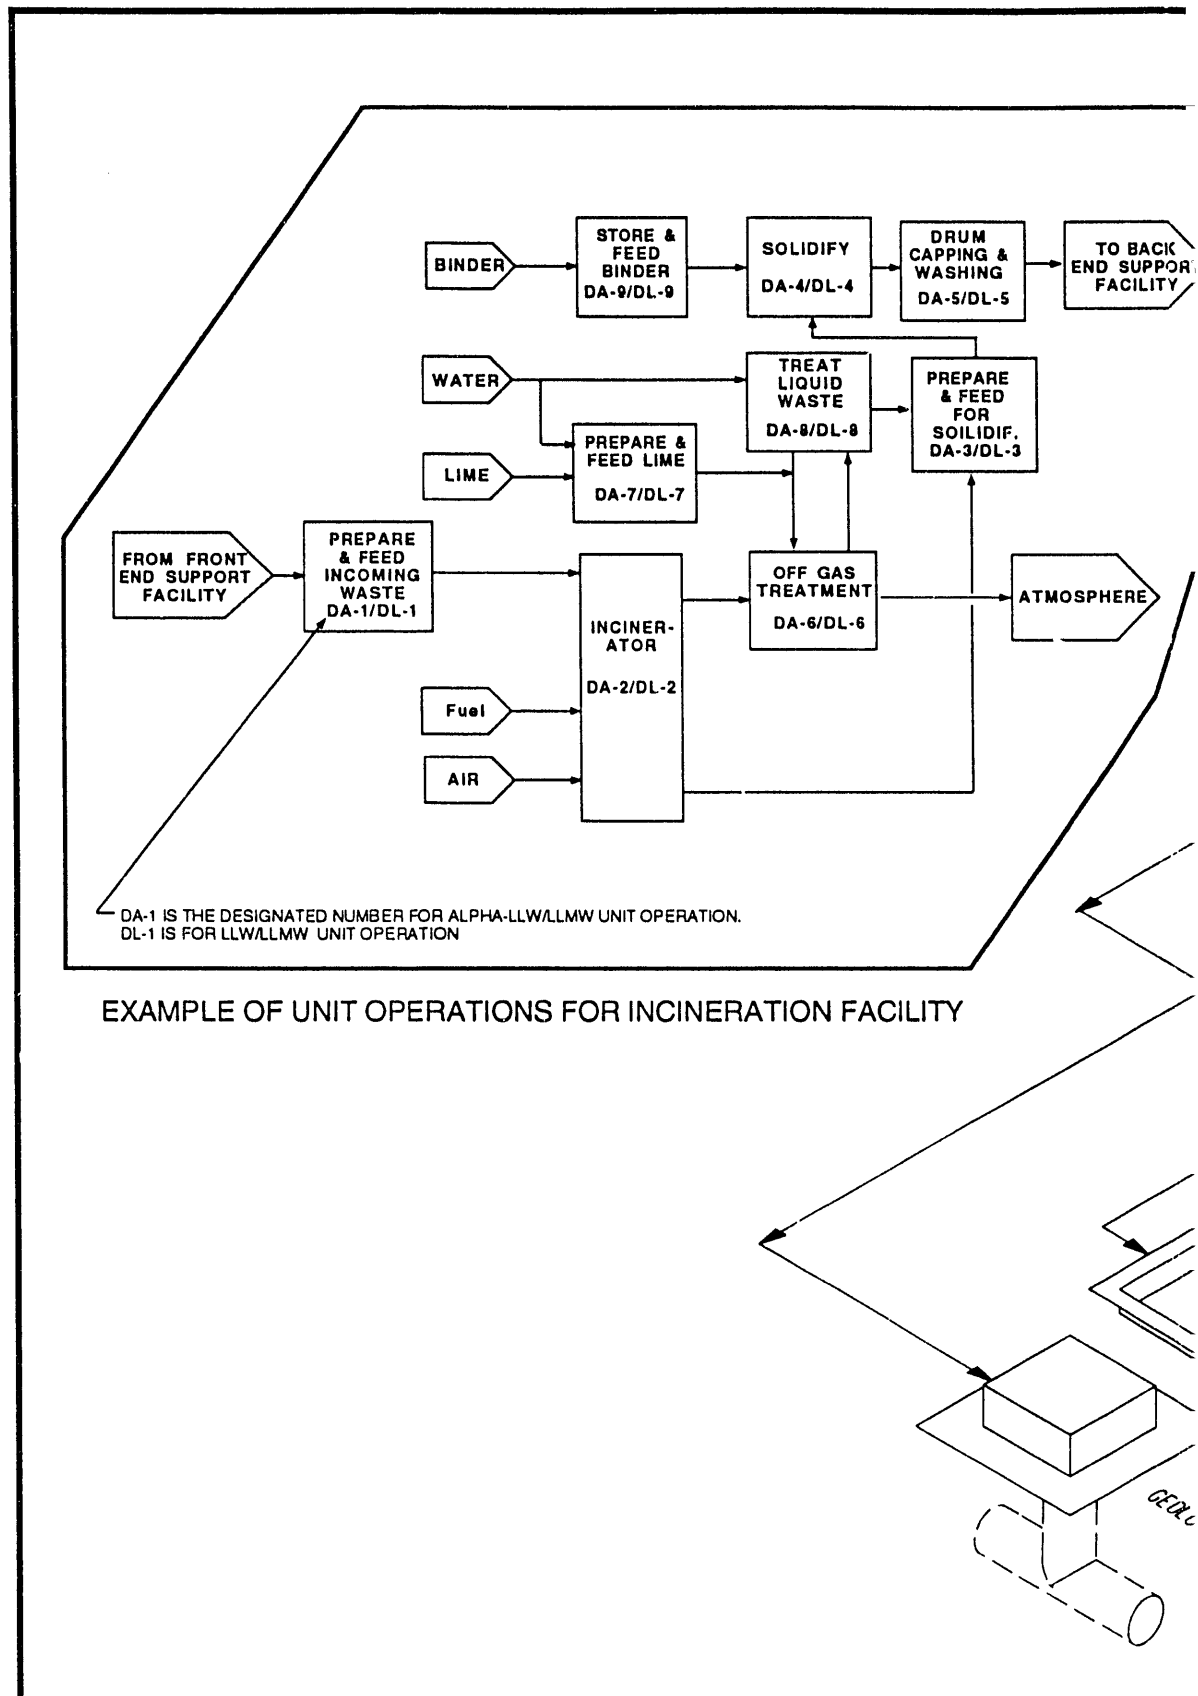 BINDER
STORE &
FEED
BINDER
DA-9/DL-9
SOLIDIFY
DA-4/DL-4
DRUM
CAPPING &
WASHING
DA-5/DL-5
TO BACK
END SUPPOR
FACILITY
WATER
TREAT
LIQUID
WASTE
DA-8/DL-8
PREPARE
& FEED
FOR
SOILIDIF.
DA-3/DL-3
LIME
PREPARE &
FEED LIME
DA-7/DL-7
FROM FRONT
END SUPPORT
FACILITY
PREPARE
& FEED
INCOMING
WASTE
DA-1/DL-1
INCINER-
ATOR
DA-2/DL-2
OFF GAS
TREATMENT
DA-6/DL-6
ATMOSPHERE
Fuel
AIR
DA-1 IS THE DESIGNATED NUMBER FOR ALPHA-LLW/LLMW UNIT OPERATION.
DL-1 IS FOR LLW/LLMW UNIT OPERATION
EXAMPLE OF UNIT OPERATIONS FOR INCINERATION FACILITY